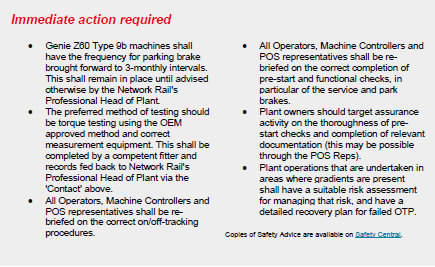 Immediate action required
• Genie Z60 Type 9b machines shall
have the frequency for parking brake
brought forward to 3-monthly intervals.
This shall remain in place until advised
otherwise by the Network Rail's
Professional Head of Plant.
• The preferred method of testing should
be torque testing using the OEM
approved method and correct
measurement equipment. This shall be
completed by a competent fitter and
records fed back to Network Rail's
Professional Head of Plant via the
'Contact' above.
• All Operators, Machine Controllers and
POS representatives shall be re-
briefed on the correct on/off-tracking
procedures.
• All Operators, Machine Controllers and
POS representatives shall be re-
briefed on the correct completion of
pre-start and functional checks, in
particular of the service and park
brakes.
• Plant owners should target assurance
activity on the thoroughness of pre-
start checks and completion of relevant
documentation (this may be possible
through the POS Reps).
• Plant operations that are undertaken in
areas where gradients are present
shall have a suitable risk assessment
for managing that risk, and have a
detailed recovery plan for failed OTP.
Copies of Safety Advice are available on Safety Central.